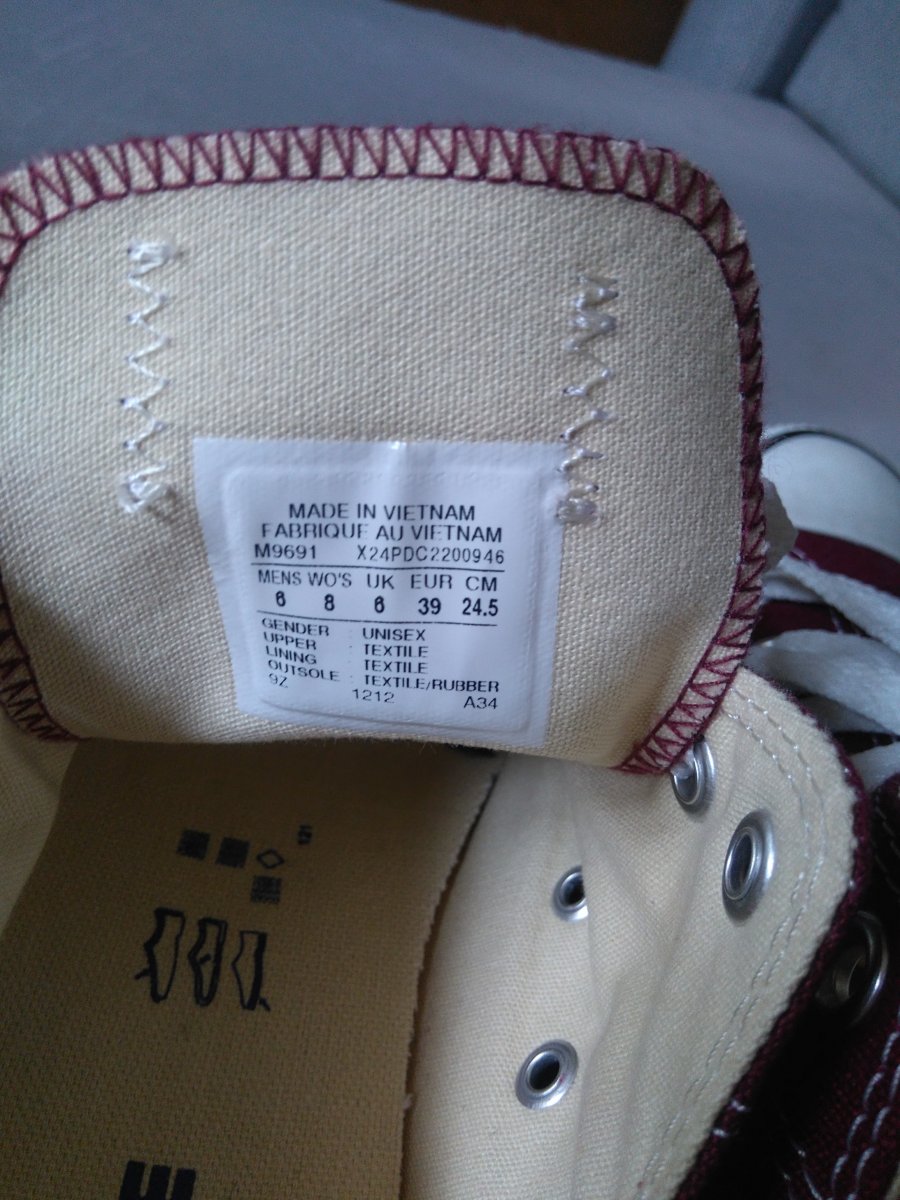 MADE IN VIETNAM
FABRIQUE AU VIETNAM
M9691 X24PDC2200946
MENS WO'S UK EUR CM
6 8 6 39 24.5
GENDER : UNISEX
UPPER : TEXTILE
LINING : TEXTILE
OUTSOLE : TEXTILE/RUBBER
9Z 1212 A34
121